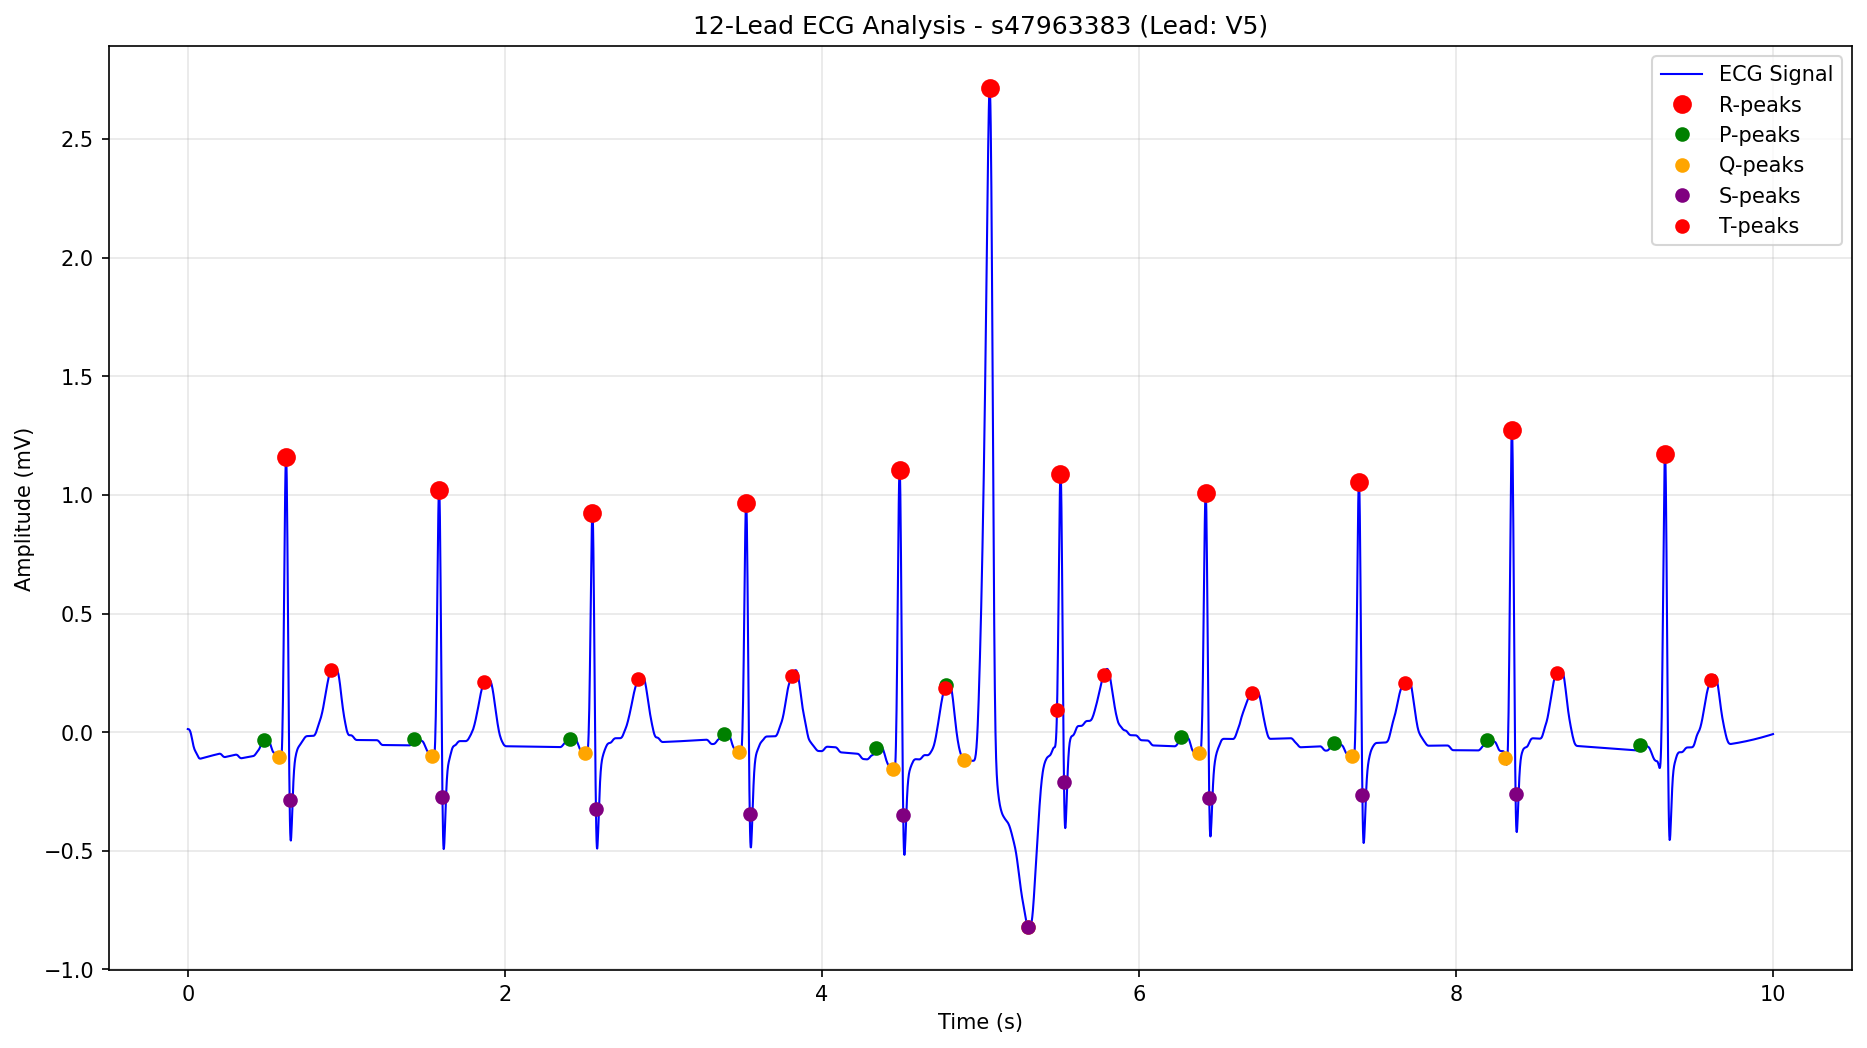 12-Lead ECG Analysis - s47963383 (Lead: V5)
ECG Signal
R-peaks
P-peaks
Q-peaks
S-peaks
T-peaks
Amplitude (mV)
2.5
2.0
1.5
1.0
0.5
0.0
−0.5
−1.0
0 2 4 6 8 10
Time (s)